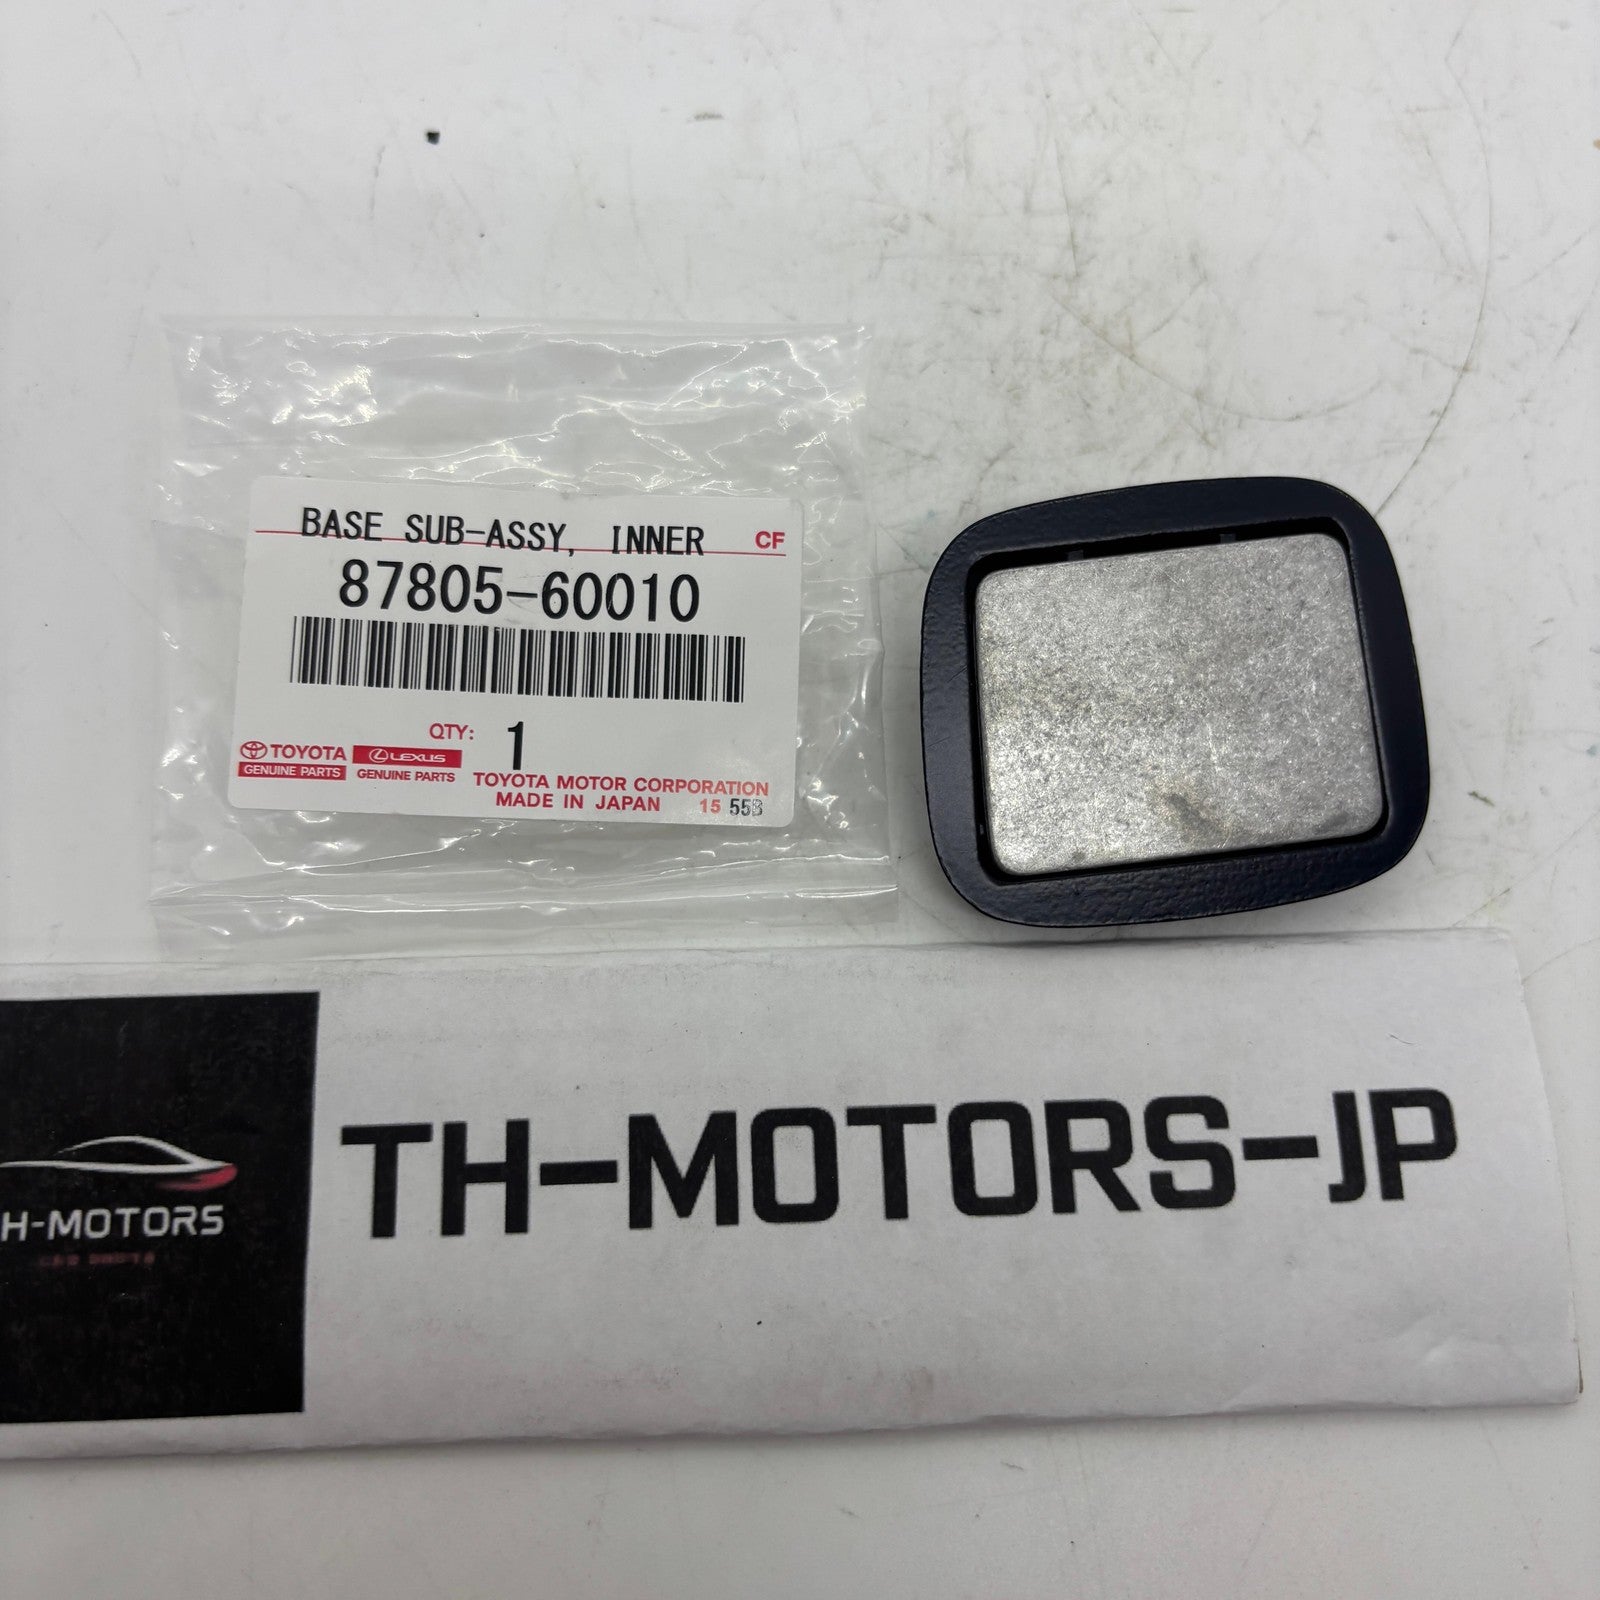 BASE SUB-ASSY, INNER CF
87805-60010
QTY: 1
TOYOTA LEXUS
GENUINE PARTS GENUINE PARTS
TOYOTA MOTOR CORPORATION
MADE IN JAPAN 15 55B
TH-MOTORS-JP
H-MOTORS